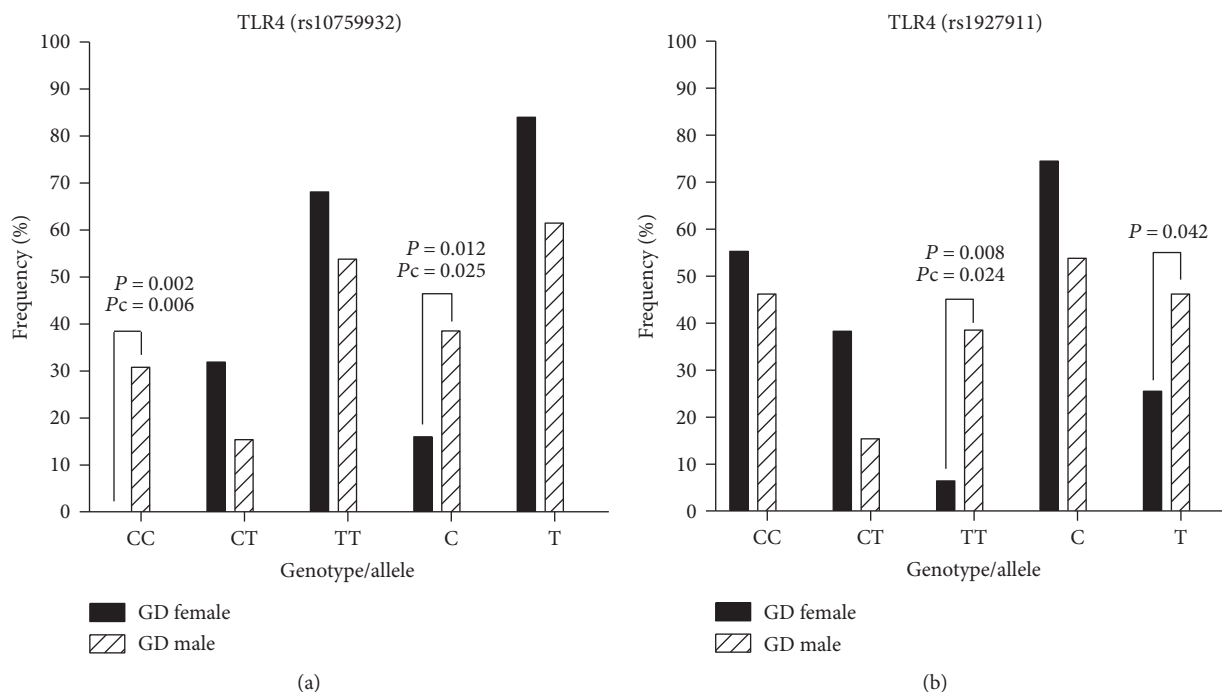 TLR4 (rs10759932)
100
90
80
70
60
50
40
30
20
10
0
Frequency (%)
P = 0.002
Pc = 0.006
P = 0.012
Pc = 0.025
CC
CT
TT
C
T
Genotype/allele
GD female
GD male
(a)
TLR4 (rs1927911)
100
90
80
70
60
50
40
30
20
10
0
Frequency (%)
P = 0.008
Pc = 0.024
P = 0.042
CC
CT
TT
C
T
Genotype/allele
GD female
GD male
(b)